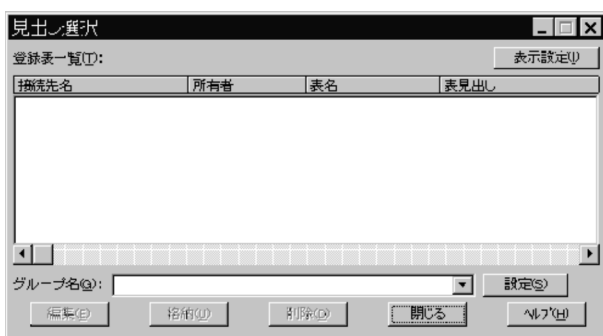 見出し選択
登録表一覧(T):
表示設定(I)
接続先名 所有者 表名 表見出し
グループ名(G):
設定(S)
編集(E) 格納(U) 削除(D) 閉じる ヘルプ(H)